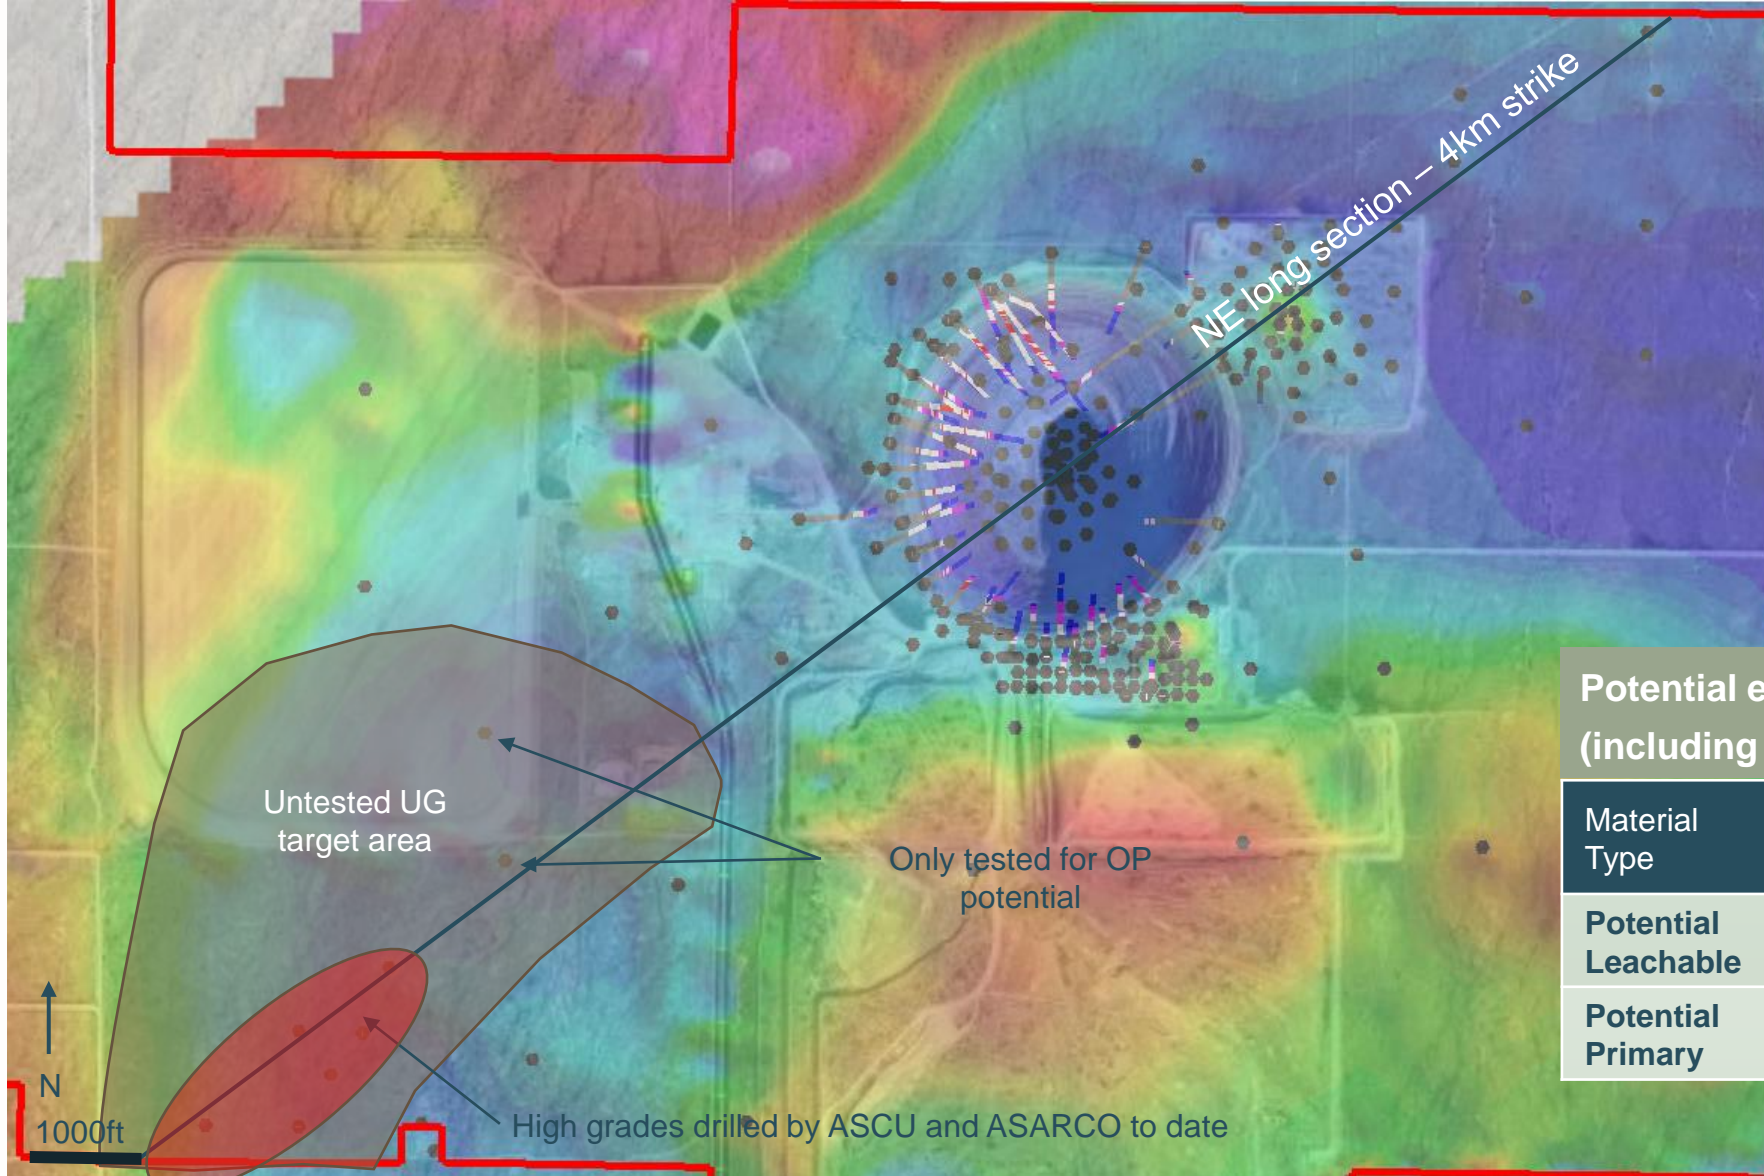 NE long section – 4km strike
Untested UG
target area
Only tested for OP
potential
High grades drilled by ASCU and ASARCO to date
N
1000ft
Potential e
(including
Material
Type
Potential
Leachable
Potential
Primary